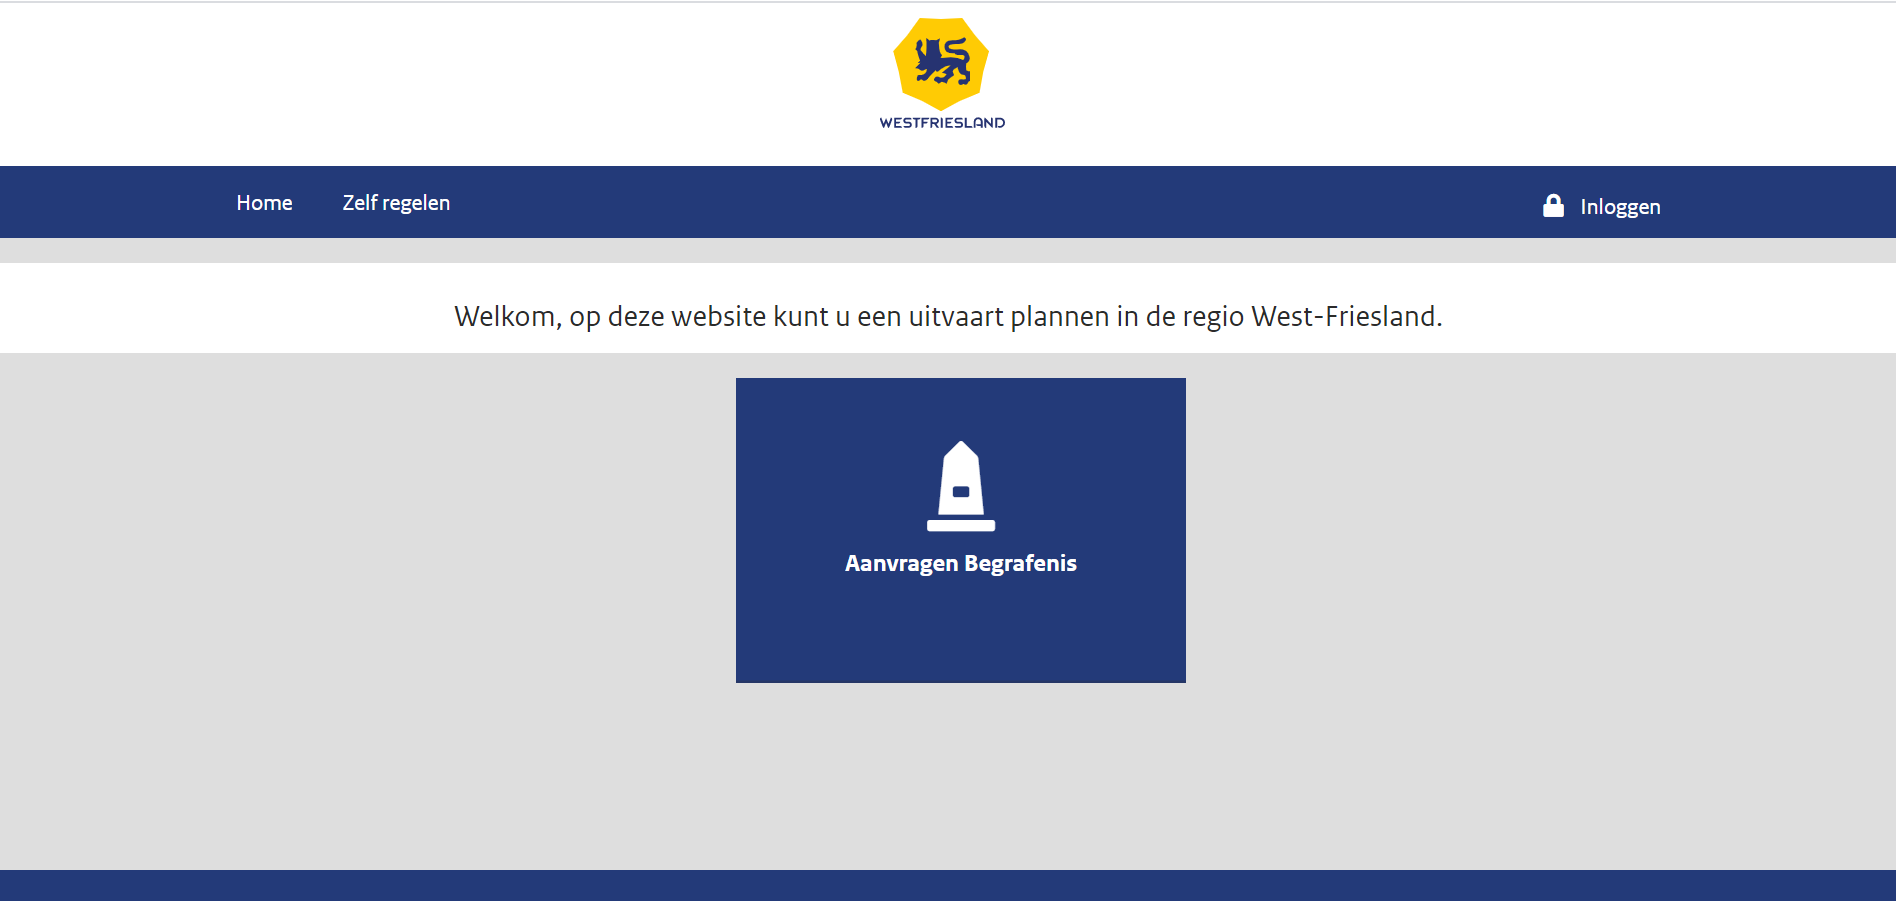 WESTFRIESLAND
Home
Zelf regelen
Inloggen
Welkom, op deze website kunt u een uitvaart plannen in de regio West-Friesland.
Aanvragen Begrafenis